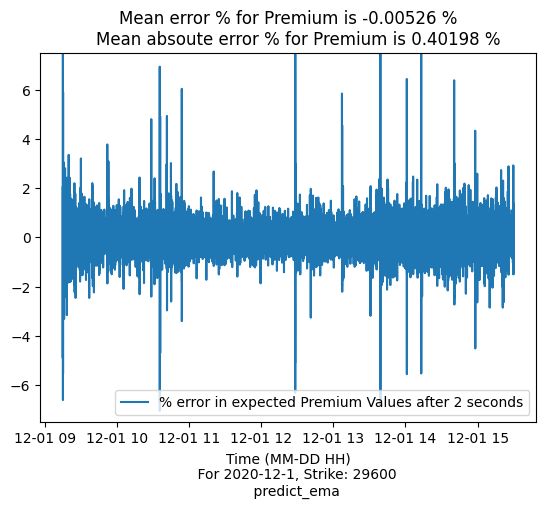 Mean error % for Premium is -0.00526 %
Mean absoute error % for Premium is 0.40198 %
6
4
2
0
−2
−4
−6
% error in expected Premium Values after 2 seconds
12-01 09 12-01 10 12-01 11 12-01 12 12-01 13 12-01 14 12-01 15
Time (MM-DD HH)
For 2020-12-1, Strike: 29600
predict_ema